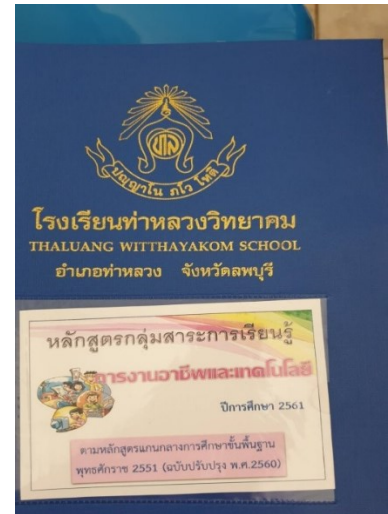 ปญฺญาโน ภโว โหติ
โรงเรียนท่าหลวงวิทยาคม
THALUANG WITTHAYAKOM SCHOOL
อำเภอท่าหลวง จังหวัดลพบุรี
หลักสูตรกลุ่มสาระการเรียนรู้
การงานอาชีพและเทคโนโลยี
ปีการศึกษา 2561
ตามหลักสูตรแกนกลางการศึกษาขั้นพื้นฐาน
พุทธศักราช 2551 (ฉบับปรับปรุง พ.ศ.2560)